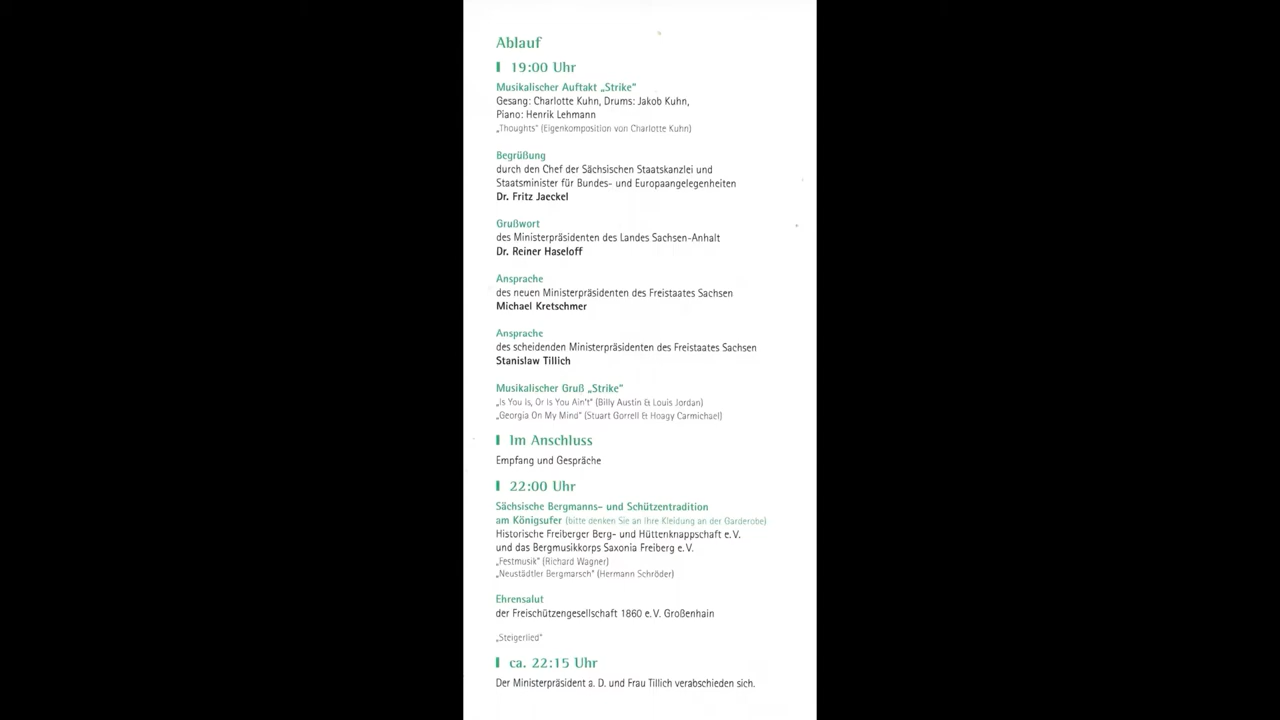 Ablauf
19:00 Uhr
Musikalischer Auftakt „Strike“
Gesang: Charlotte Kuhn, Drums: Jakob Kuhn,
Piano: Henrik Lehmann
„Thoughts“ (Eigenkomposition von Charlotte Kuhn)
Begrüßung
durch den Chef der Sächsischen Staatskanzlei und
Staatsminister für Bundes- und Europaangelegenheiten
Dr. Fritz Jaeckel
Grußwort
des Ministerpräsidenten des Landes Sachsen-Anhalt
Dr. Reiner Haseloff
Ansprache
des neuen Ministerpräsidenten des Freistaates Sachsen
Michael Kretschmer
Ansprache
des scheidenden Ministerpräsidenten des Freistaates Sachsen
Stanislaw Tillich
Musikalischer Gruß „Strike“
„Is You Is, Or Is You Ain't“ (Billy Austin & Louis Jordan)
„Georgia On My Mind“ (Stuart Gorrell & Hoagy Carmichael)
Im Anschluss
Empfang und Gespräche
22:00 Uhr
Sächsische Bergmanns- und Schützentradition
am Königsufer (bitte denken Sie an Ihre Kleidung an der Garderobe)
Historische Freiberger Berg- und Hüttenknappschaft e.V.
und das Bergmusikkorps Saxonia Freiberg e.V.
„Festmusik“ (Richard Wagner)
„Neustädtler Bergmarsch“ (Hermann Schröder)
Ehrensalut
der Freischützengesellschaft 1860 e.V. Großenhain
„Steigerlied“
ca. 22:15 Uhr
Der Ministerpräsident a. D. und Frau Tillich verabschieden sich.